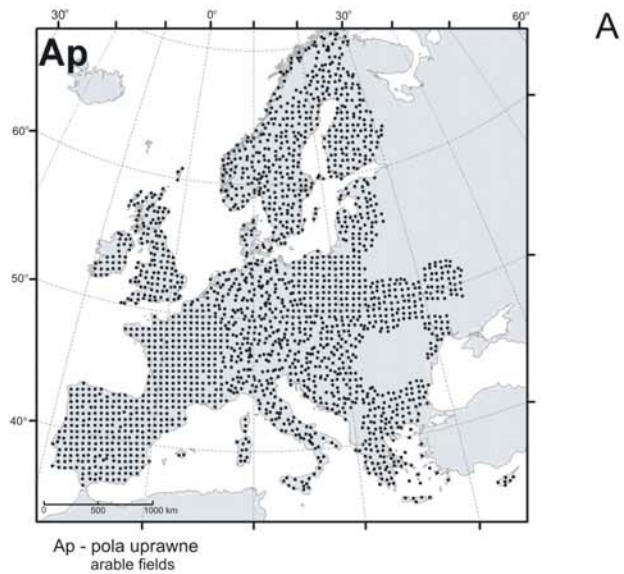 30° 0° 30° 60°
A
Ap
60°
50°
40°
0 500 1000 km
Ap - pola uprawne
arable fields